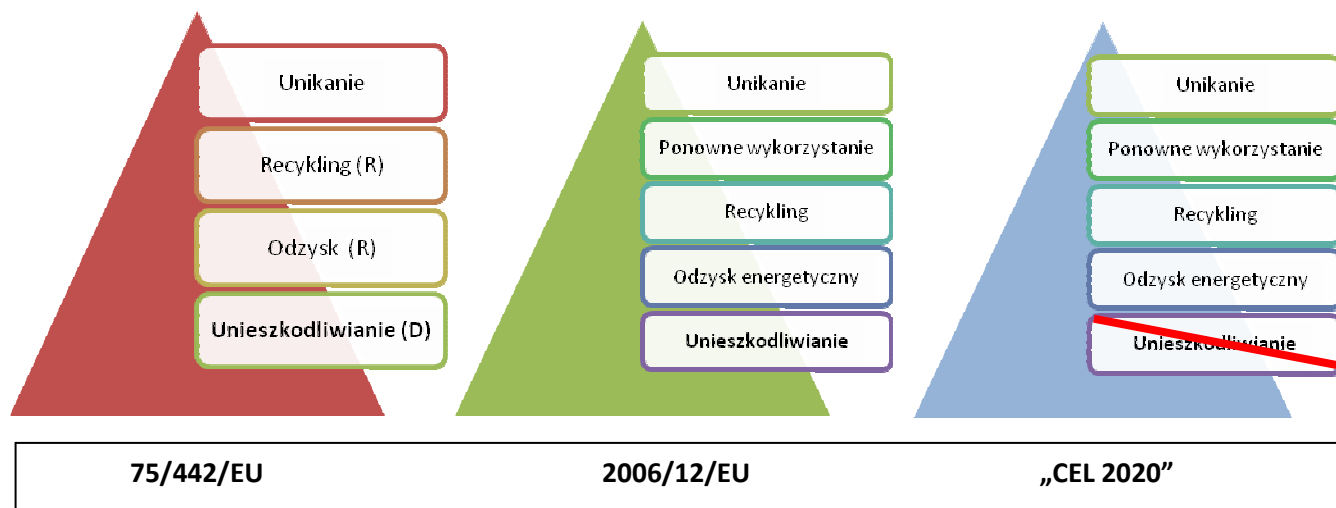 Unikanie
Recykling (R)
Odzysk (R)
Unieszkodliwianie (D)
Unikanie
Ponowne wykorzystanie
Recykling
Odzysk energetyczny
Unieszkodliwianie
Unikanie
Ponowne wykorzystanie
Recykling
Odzysk energetyczny
Unieszkodliwianie
75/442/EU
2006/12/EU
„CEL 2020”